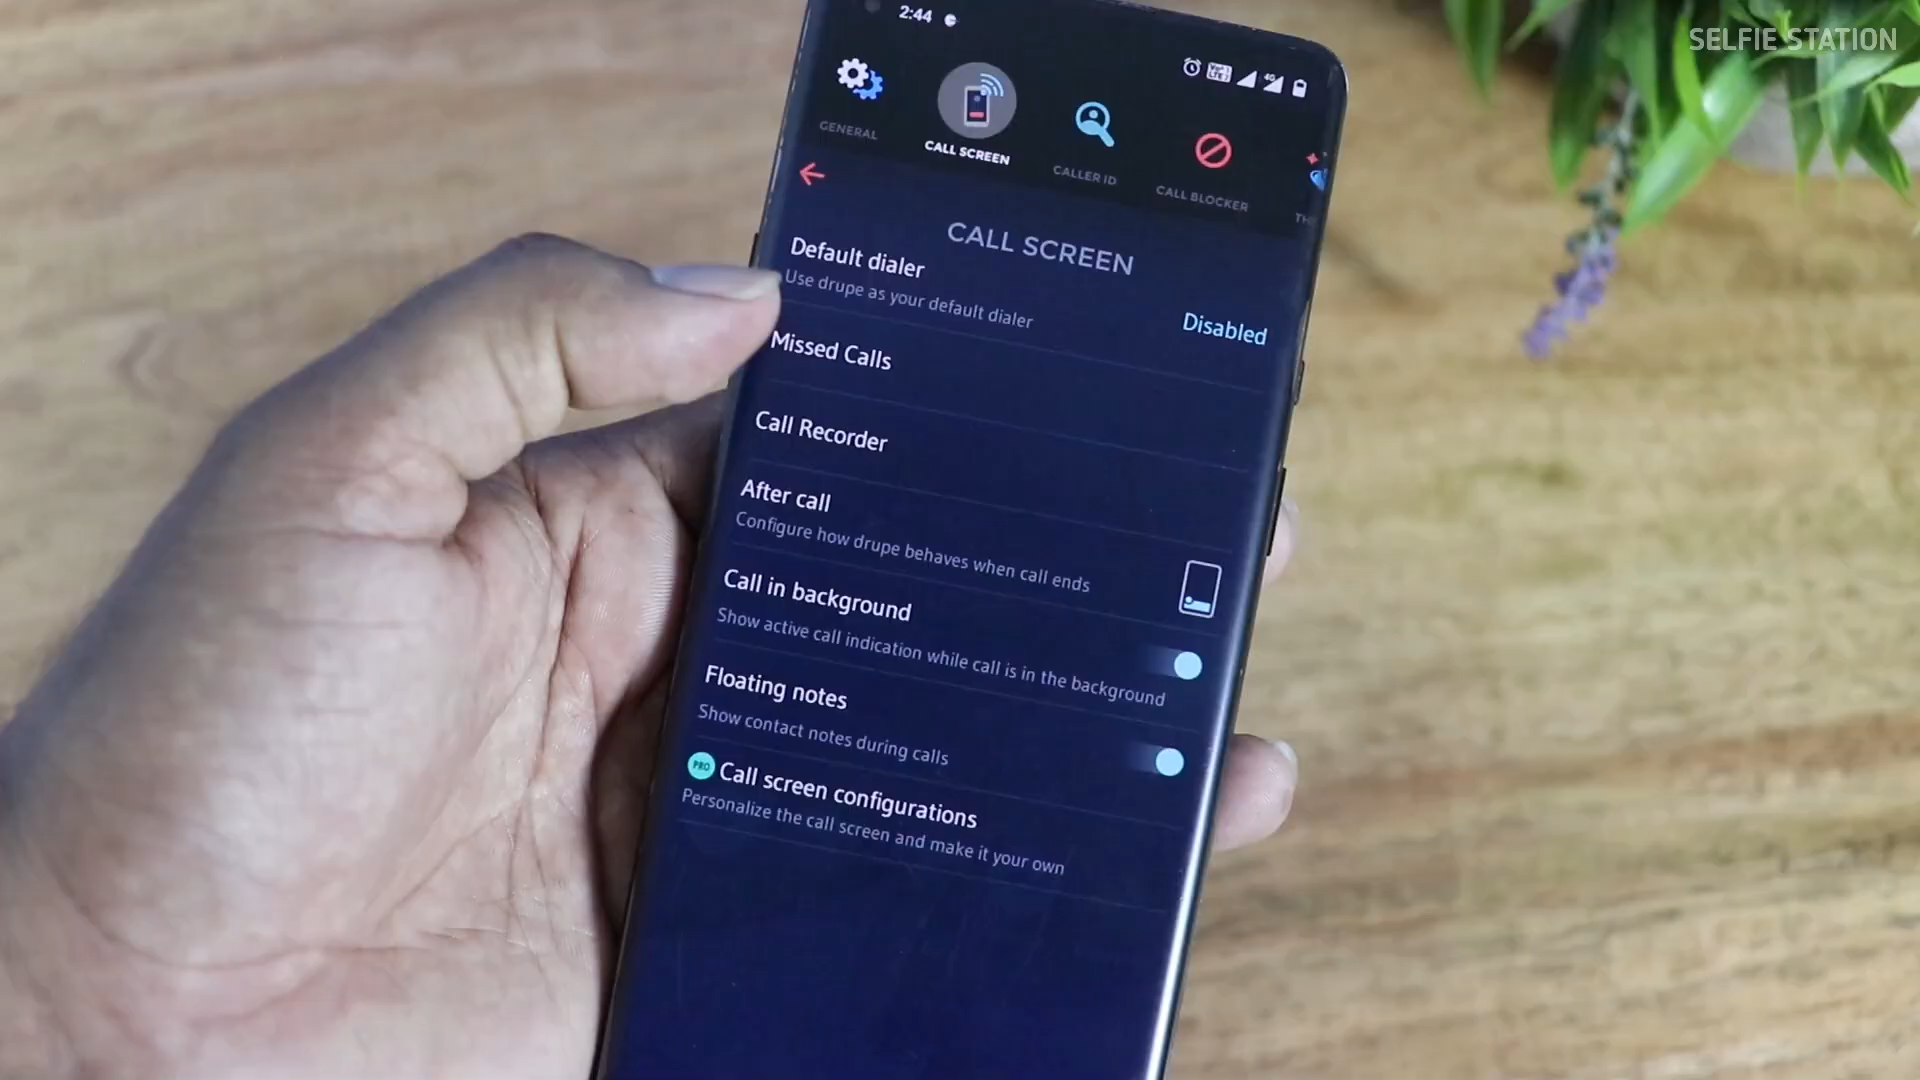 SELFIE STATION
2:44
GENERAL
CALL SCREEN
CALLER ID
CALL BLOCKER
TH
CALL SCREEN
Default dialer
Use drupe as your default dialer
Disabled
Missed Calls
Call Recorder
After call
Configure how drupe behaves when call ends
Call in background
Show active call indication while call is in the background
Floating notes
Show contact notes during calls
PRO Call screen configurations
Personalize the call screen and make it your own